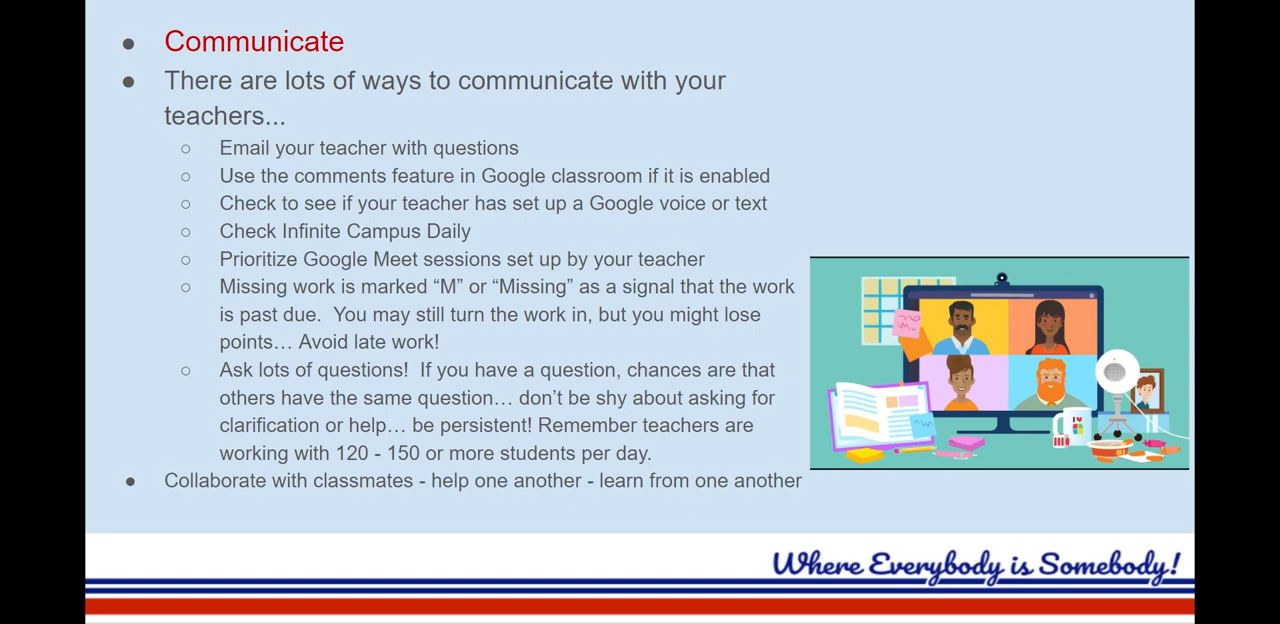 ● Communicate
● There are lots of ways to communicate with your
teachers...
○ Email your teacher with questions
○ Use the comments feature in Google classroom if it is enabled
○ Check to see if your teacher has set up a Google voice or text
○ Check Infinite Campus Daily
○ Prioritize Google Meet sessions set up by your teacher
○ Missing work is marked “M” or “Missing” as a signal that the work
is past due.  You may still turn the work in, but you might lose
points… Avoid late work!
○ Ask lots of questions!  If you have a question, chances are that
others have the same question… don’t be shy about asking for
clarification or help… be persistent! Remember teachers are
working with 120 - 150 or more students per day.
● Collaborate with classmates - help one another - learn from one another
Where Everybody is Somebody!